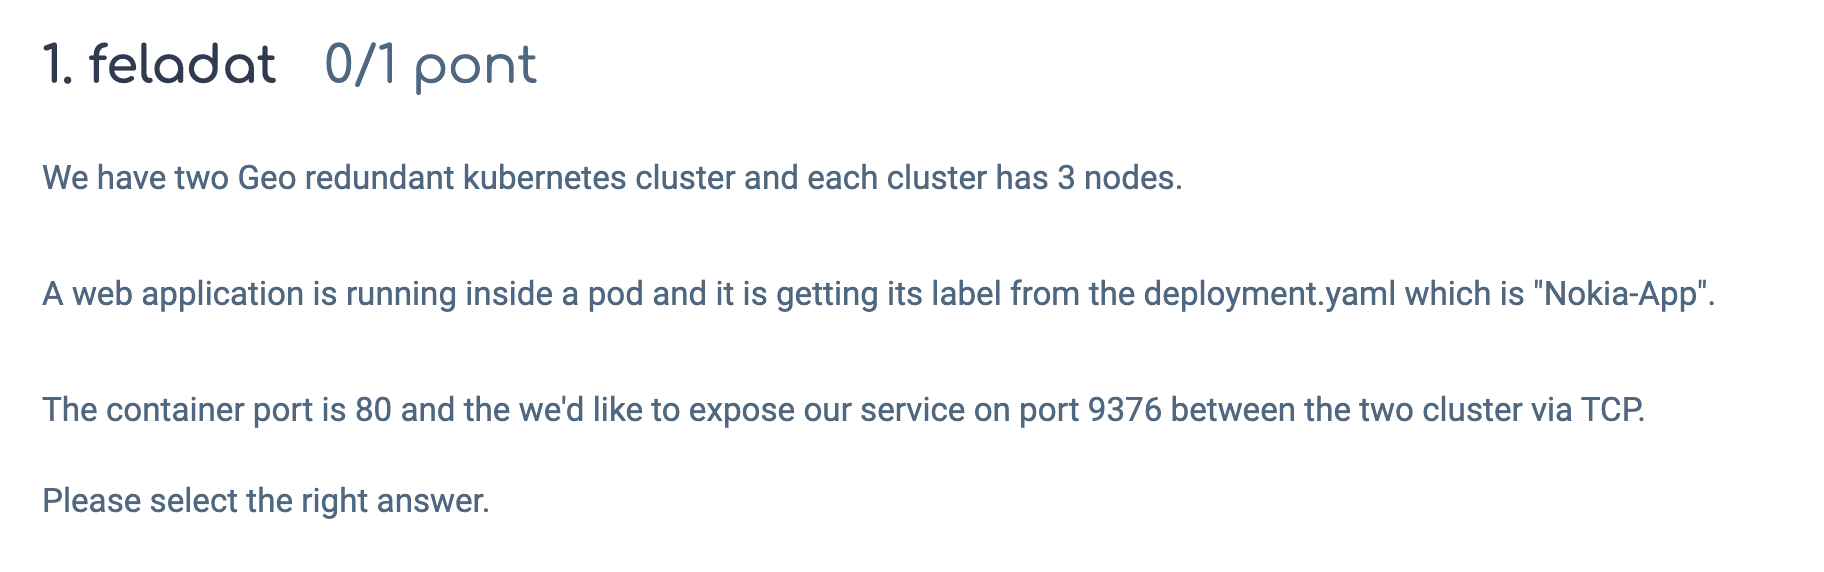 1. feladat 0/1 pont
We have two Geo redundant kubernetes cluster and each cluster has 3 nodes.
A web application is running inside a pod and it is getting its label from the deployment.yaml which is "Nokia-App".
The container port is 80 and the we'd like to expose our service on port 9376 between the two cluster via TCP.
Please select the right answer.